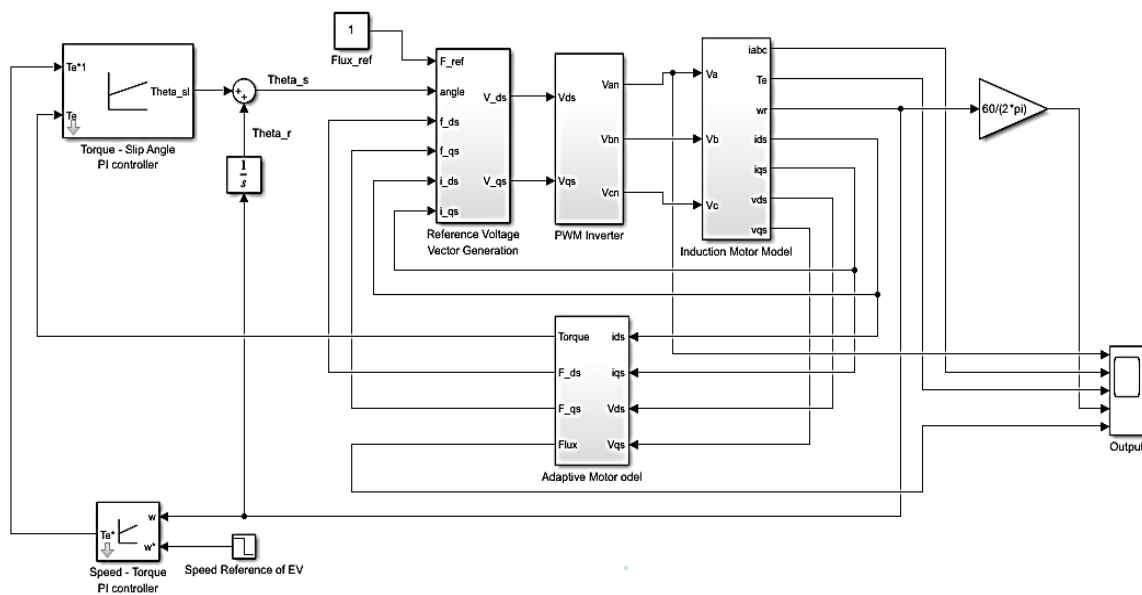 Te*1
Te
Theta_sl
Torque - Slip Angle
PI controller
+
+
Theta_s
Theta_r
1
s
1
Flux_ref
F_ref
angle
f_ds
f_qs
i_ds
i_qs
V_ds
V_qs
Reference Voltage
Vector Generation
Vds
Vqs
Van
Vbn
Vcn
PWM Inverter
Va
Vb
Vc
iabc
Te
wr
ids
iqs
vds
vqs
Induction Motor Model
60/(2*pi)
Torque
F_ds
F_qs
Flux
ids
iqs
Vds
Vqs
Adaptive Motor odel
Output
Te*
w
w*
Speed - Torque
PI controller
Speed Reference of EV